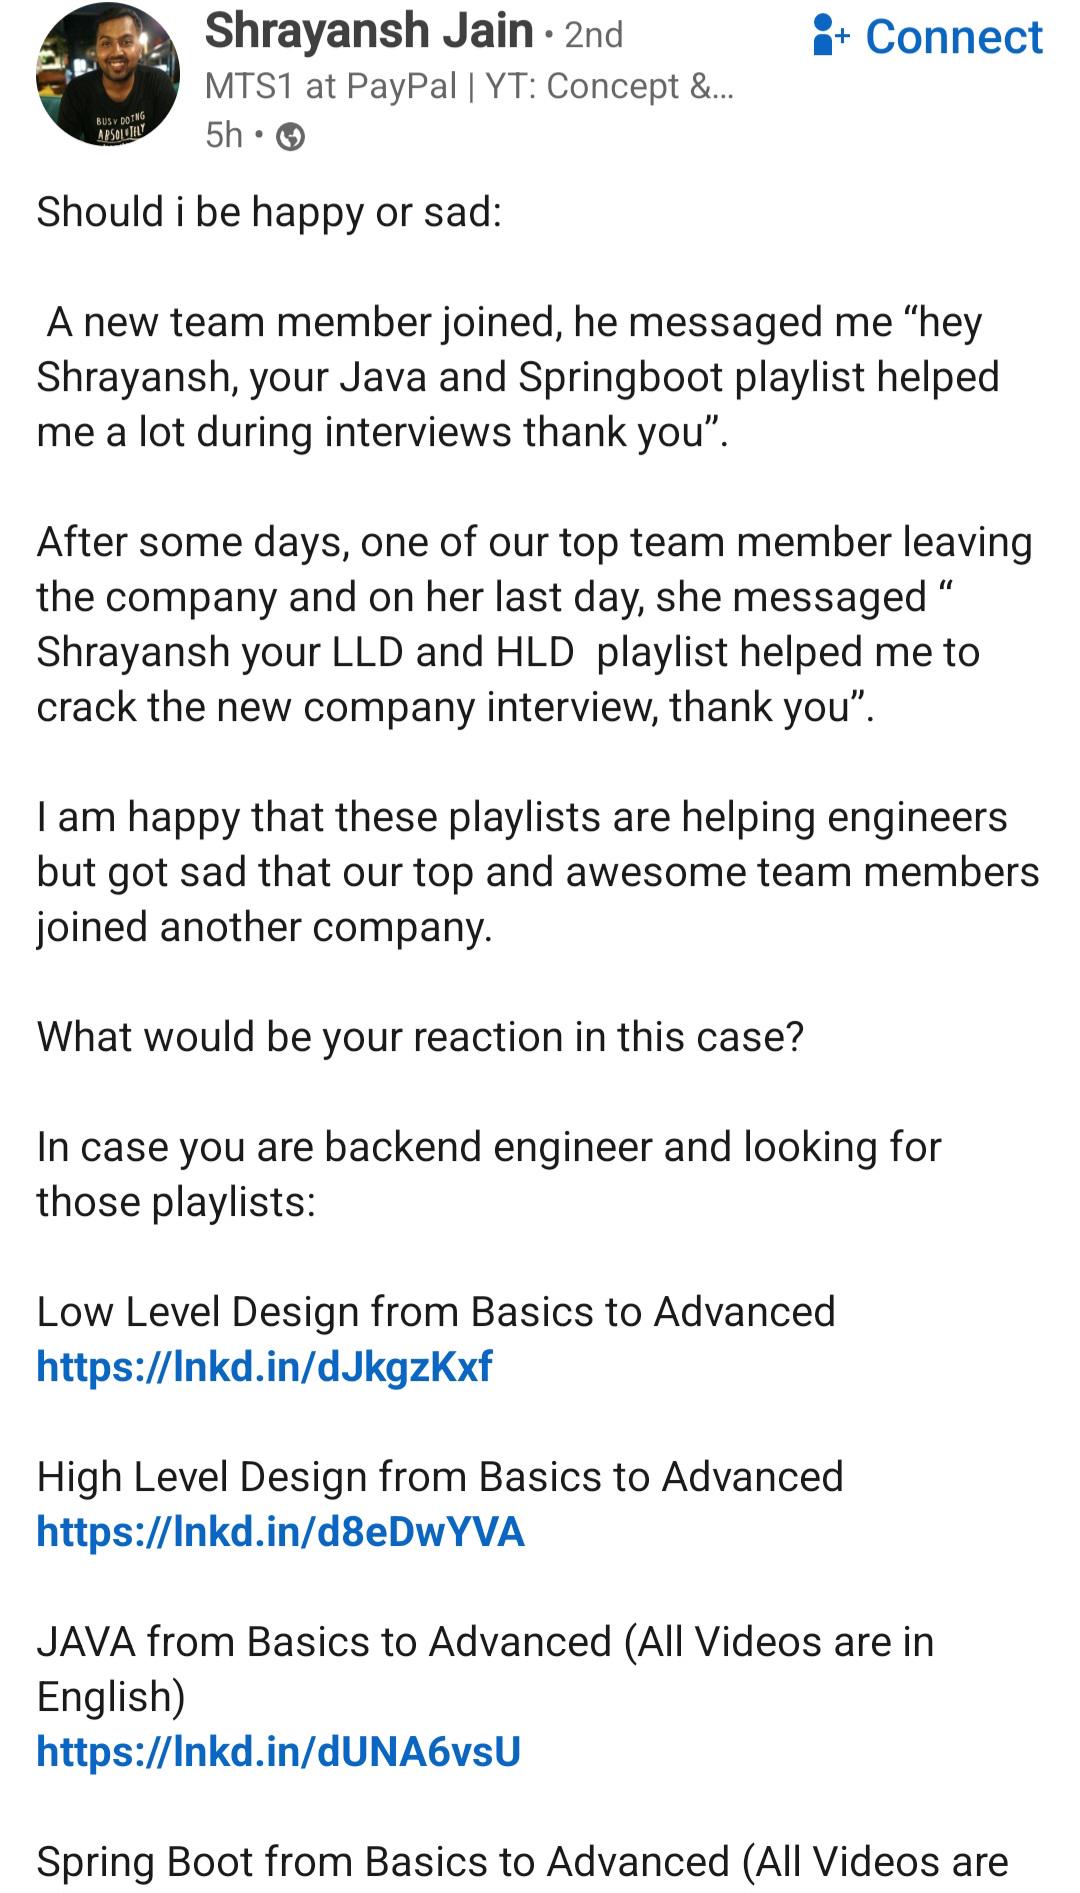 Shrayansh Jain • 2nd
Connect
MTS1 at PayPal | YT: Concept &...
5h •
BUSY DOING
ABSOLUTELY
Should i be happy or sad:
A new team member joined, he messaged me “hey
Shrayansh, your Java and Springboot playlist helped
me a lot during interviews thank you”.
After some days, one of our top team member leaving
the company and on her last day, she messaged “
Shrayansh your LLD and HLD  playlist helped me to
crack the new company interview, thank you”.
I am happy that these playlists are helping engineers
but got sad that our top and awesome team members
joined another company.
What would be your reaction in this case?
In case you are backend engineer and looking for
those playlists:
Low Level Design from Basics to Advanced
https://lnkd.in/dJkgzKxf
High Level Design from Basics to Advanced
https://lnkd.in/d8eDwYVA
JAVA from Basics to Advanced (All Videos are in
English)
https://lnkd.in/dUNA6vsU
Spring Boot from Basics to Advanced (All Videos are